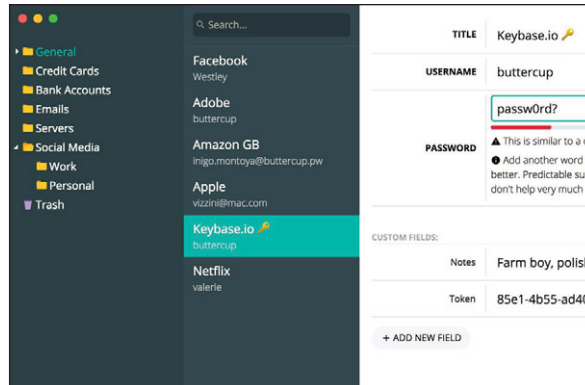 General
Credit Cards
Bank Accounts
Emails
Servers
Social Media
Work
Personal
Trash
Search...
Facebook
Westley
Adobe
buttercup
Amazon GB
inigo.montoya@buttercup.pw
Apple
vizzini@mac.com
Keybase.io
buttercup
Netflix
valerie
TITLE Keybase.io
USERNAME buttercup
PASSWORD passw0rd?
This is similar to a
Add another word
better. Predictable su
don't help very much
CUSTOM FIELDS:
Notes Farm boy, polis
Token 85e1-4b55-ad40
+ ADD NEW FIELD